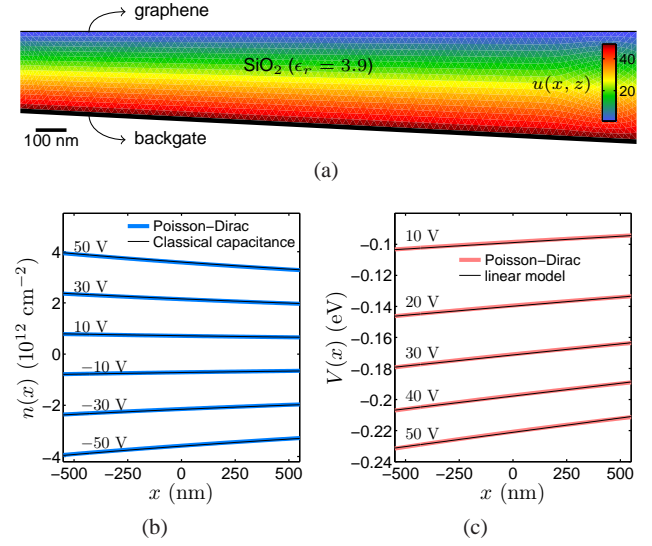 graphene
SiO₂ (ϵᵣ = 3.9)
u(x, z)
40
20
100 nm
backgate
(a)
Poisson−Dirac
Classical capacitance
50 V
30 V
10 V
−10 V
−30 V
−50 V
4
2
0
−2
−4
n(x) (10¹² cm⁻²)
−500 −250 0 250 500
x (nm)
(b)
10 V
Poisson−Dirac
linear model
20 V
30 V
40 V
50 V
−0.1
−0.12
−0.14
−0.16
−0.18
−0.2
−0.22
−0.24
V(x) (eV)
−500 −250 0 250 500
x (nm)
(c)